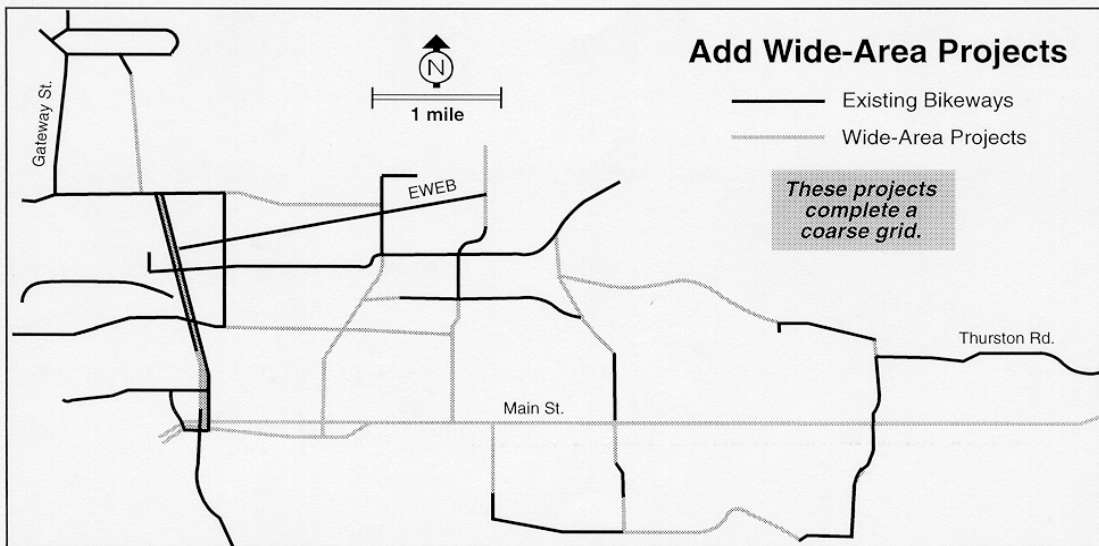 Add Wide-Area Projects
Existing Bikeways
Wide-Area Projects
These projects
complete a
coarse grid.
N
1 mile
Gateway St.
EWEB
Thurston Rd.
Main St.